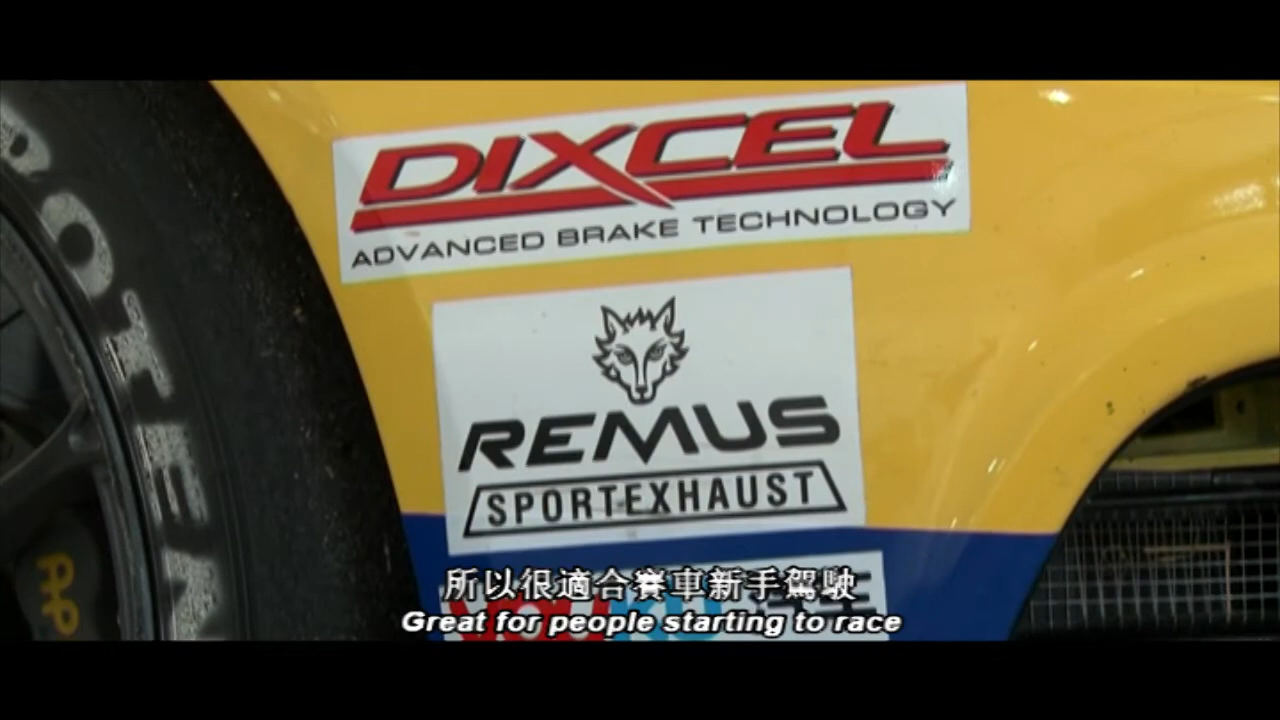 DIXCEL
ADVANCED BRAKE TECHNOLOGY
REMUS
SPORTEXHAUST
所以很適合賽車新手駕駛
Great for people starting to race
AP